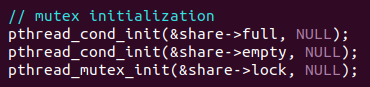 // mutex initialization
pthread_cond_init(&share->full, NULL);
pthread_cond_init(&share->empty, NULL);
pthread_mutex_init(&share->lock, NULL);